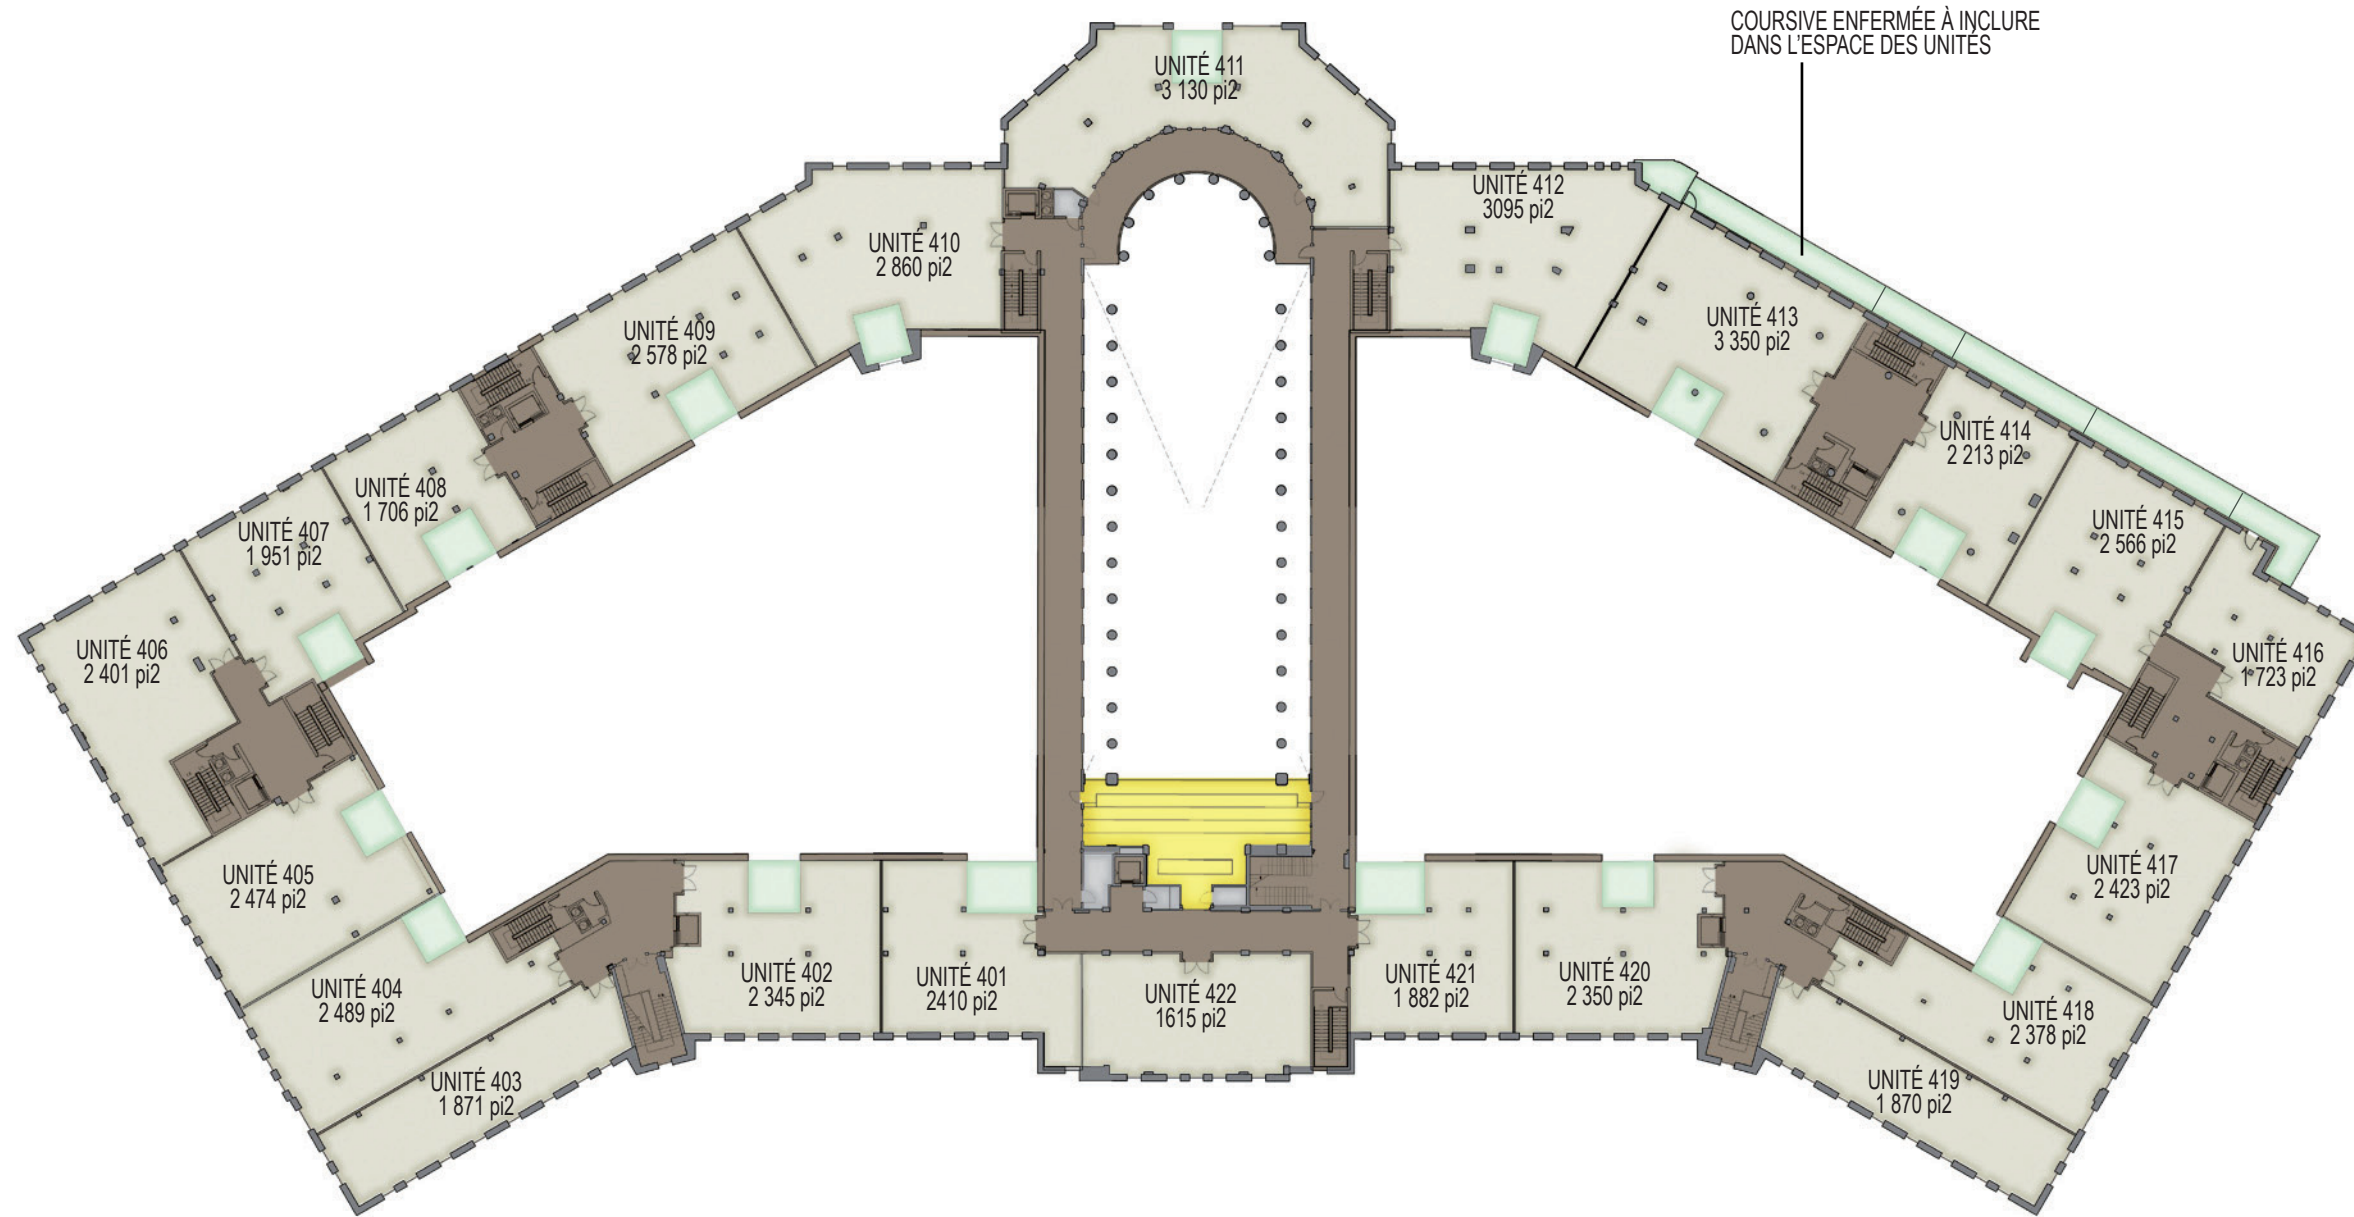 COURSIVE ENFERMÉE À INCLURE
DANS L'ESPACE DES UNITÉS
UNITÉ 411
3 130 pi2
UNITÉ 412
3095 pi2
UNITÉ 410
2 860 pi2
UNITÉ 409
2 578 pi2
UNITÉ 413
3 350 pi2
UNITÉ 414
2 213 pi2
UNITÉ 408
1 706 pi2
UNITÉ 407
1 951 pi2
UNITÉ 415
2 566 pi2
UNITÉ 406
2 401 pi2
UNITÉ 416
1 723 pi2
UNITÉ 405
2 474 pi2
UNITÉ 417
2 423 pi2
UNITÉ 404
2 489 pi2
UNITÉ 402
2 345 pi2
UNITÉ 401
2410 pi2
UNITÉ 422
1615 pi2
UNITÉ 421
1 882 pi2
UNITÉ 420
2 350 pi2
UNITÉ 418
2 378 pi2
UNITÉ 403
1 871 pi2
UNITÉ 419
1 870 pi2